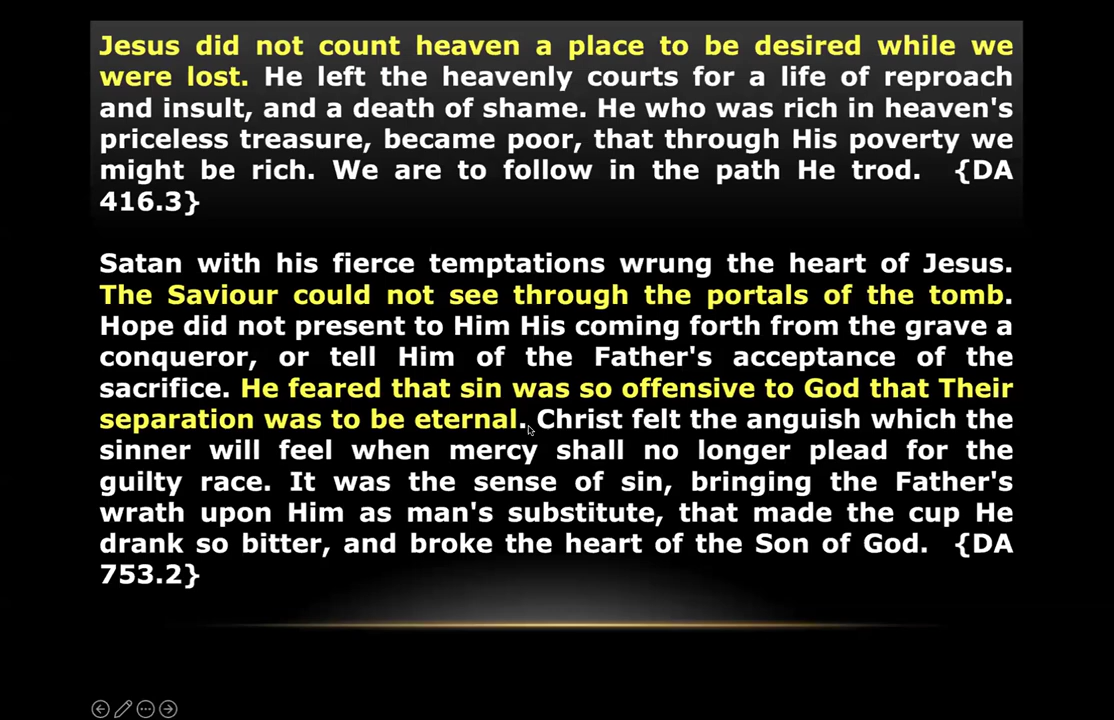 Jesus did not count heaven a place to be desired while we
were lost. He left the heavenly courts for a life of reproach
and insult, and a death of shame. He who was rich in heaven's
priceless treasure, became poor, that through His poverty we
might be rich. We are to follow in the path He trod. {DA
416.3}
Satan with his fierce temptations wrung the heart of Jesus.
The Saviour could not see through the portals of the tomb.
Hope did not present to Him His coming forth from the grave a
conqueror, or tell Him of the Father's acceptance of the
sacrifice. He feared that sin was so offensive to God that Their
separation was to be eternal. Christ felt the anguish which the
sinner will feel when mercy shall no longer plead for the
guilty race. It was the sense of sin, bringing the Father's
wrath upon Him as man's substitute, that made the cup He
drank so bitter, and broke the heart of the Son of God. {DA
753.2}